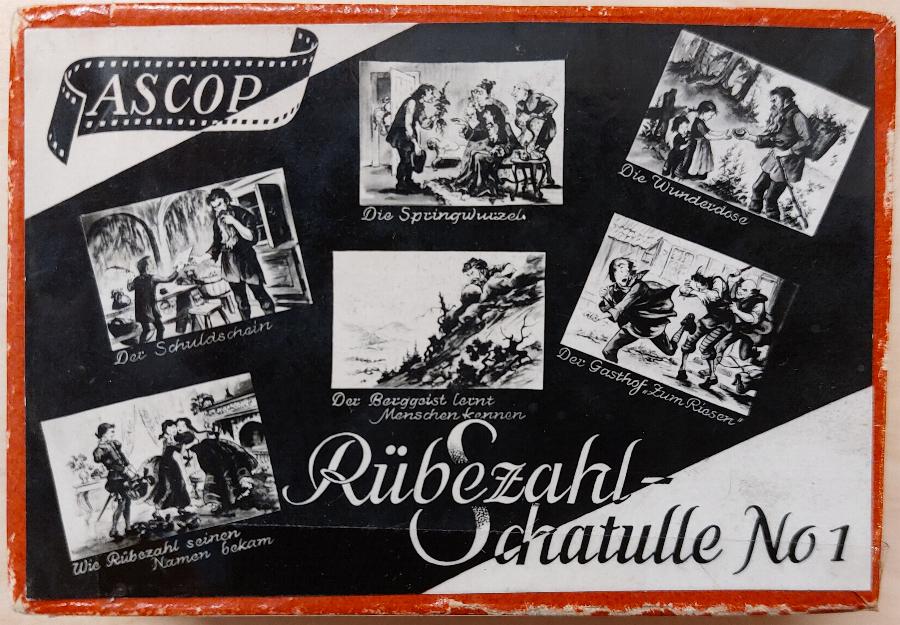 ASCOP
Die Springwurzel
Die Wunderdose
Der Schuldschein
Der Berggeist lernt
Menschen kennen
Der Gasthof „Zum Riesen"
Wie Rübezahl seinen
Namen bekam
Rübezahl-
Schatulle No 1